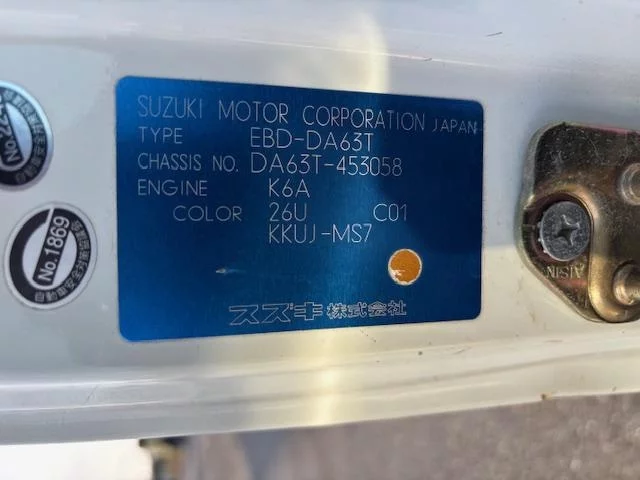 SUZUKI MOTOR CORPORATION JAPAN
TYPE EBD-DA63T
CHASSIS NO. DA63T-453058
ENGINE K6A
COLOR 26U C01
KKUJ-MS7
スズキ株式会社
No.1869
AISIN